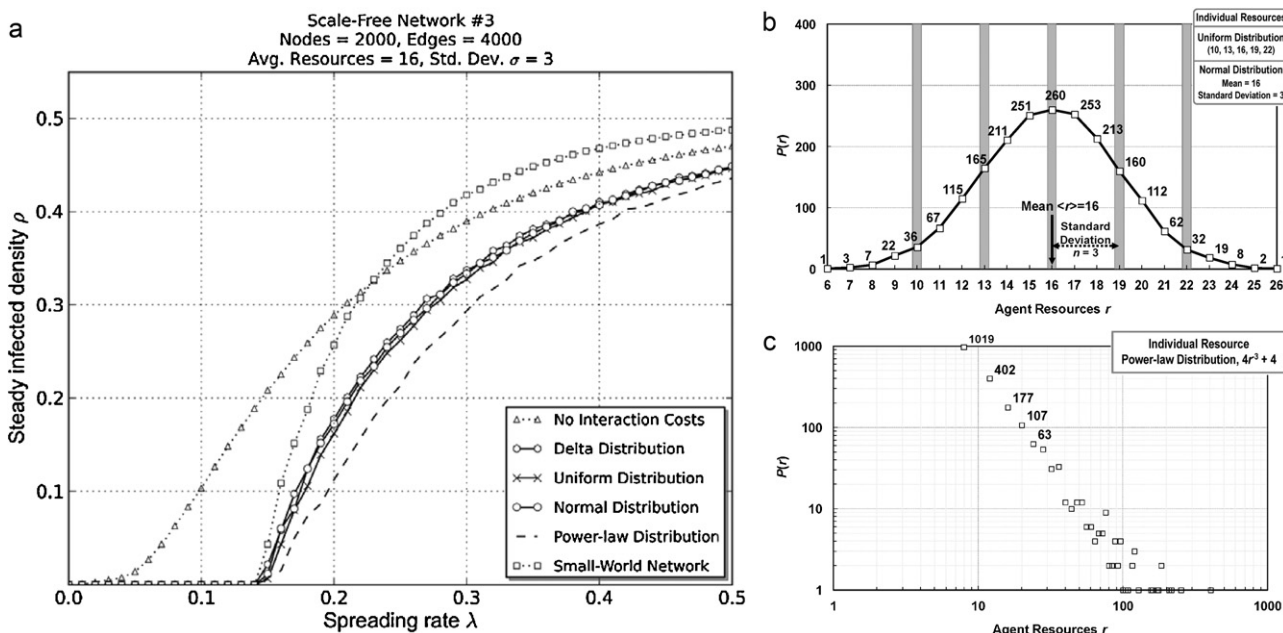 a
Scale-Free Network #3
Nodes = 2000, Edges = 4000
Avg. Resources = 16, Std. Dev. σ = 3
Steady infected density ρ
0.5
0.4
0.3
0.2
0.1
No Interaction Costs
Delta Distribution
Uniform Distribution
Normal Distribution
Power-law Distribution
Small-World Network
0.0 0.1 0.2 0.3 0.4 0.5
Spreading rate λ
b
P(r)
400
300
200
100
0
Individual Resources
Uniform Distribution
(10, 13, 16, 19, 22)
Normal Distribution
Mean = 16
Standard Deviation = 3
1 3 7 22 36 67 115 165 211 251 260 253 213 160 112 62 32 19 8 2 1
Mean <r>=16
Standard
Deviation
n = 3
6 7 8 9 10 11 12 13 14 15 16 17 18 19 20 21 22 23 24 25 26
Agent Resources r
c
P(r)
1000
100
10
1
Individual Resource
Power-law Distribution, 4r⁻³ + 4
1019
402
177
107
63
1 10 100 1000
Agent Resources r